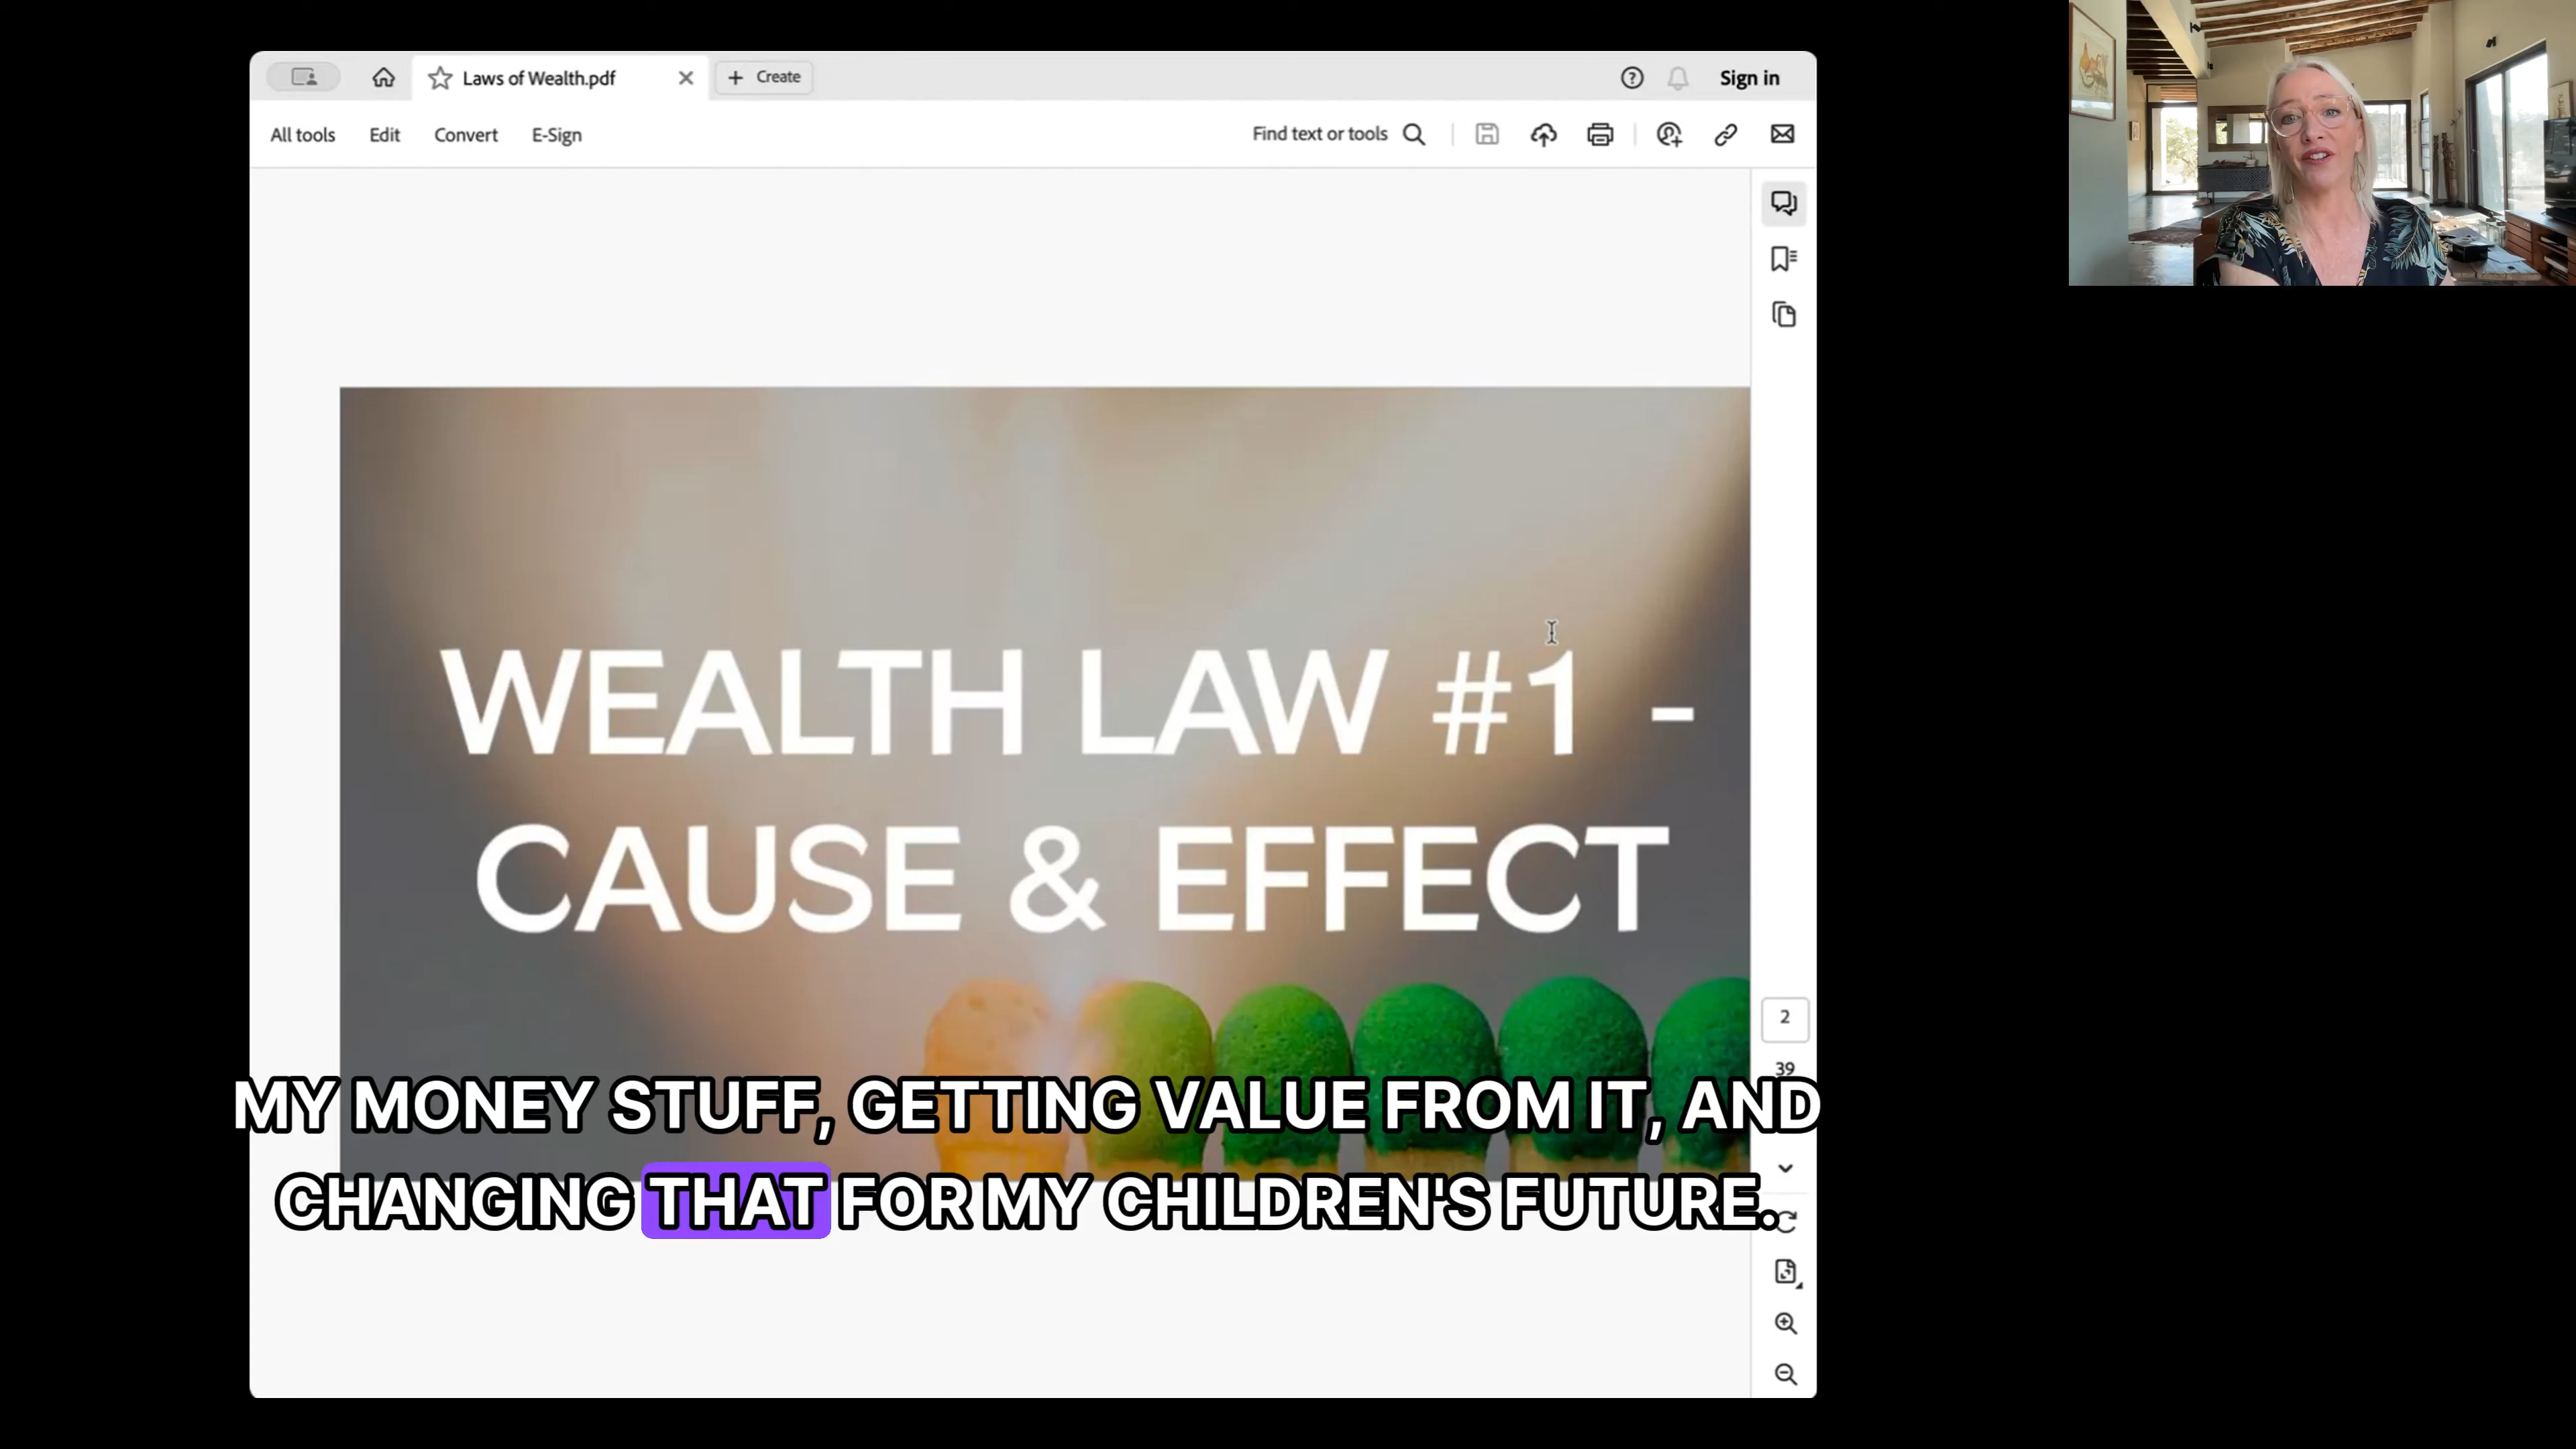 Laws of Wealth.pdf
Create
Sign in
All tools
Edit
Convert
E-Sign
Find text or tools
WEALTH LAW #1 -
CAUSE & EFFECT
2
39
MY MONEY STUFF, GETTING VALUE FROM IT, AND
CHANGING THAT FOR MY CHILDREN'S FUTURE.